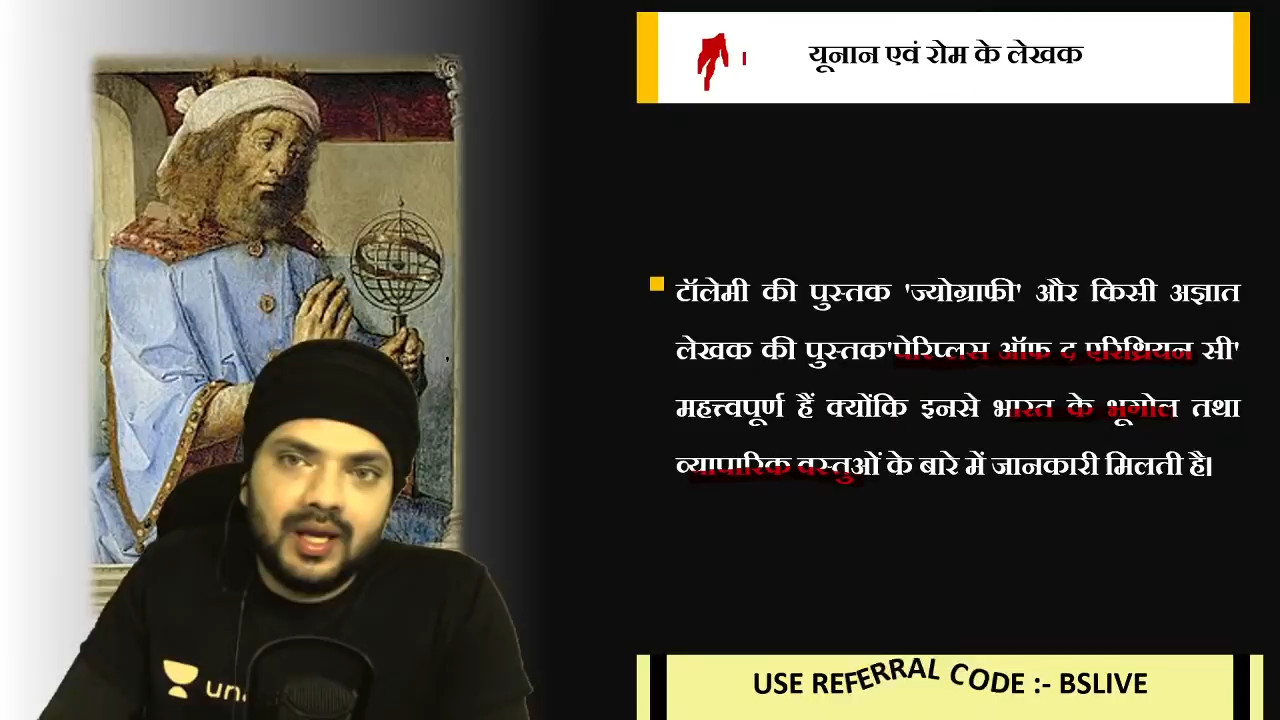 । यूनान एवं रोम के लेखक
टॉलेमी की पुस्तक 'ज्योग्राफी' और किसी अज्ञात
लेखक की पुस्तक'पेरिप्लस ऑफ द एरिथ्रियन सी'
महत्त्वपूर्ण हैं क्योंकि इनसे भारत के भूगोल तथा
व्यापारिक वस्तुओं के बारे में जानकारी मिलती है।
USE REFERRAL CODE :- BSLIVE